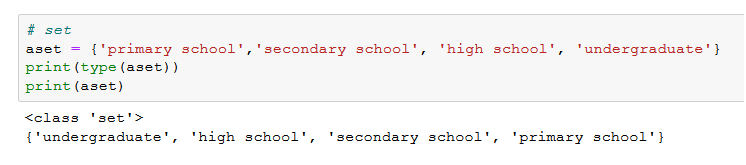 # set
aset = {'primary school','secondary school', 'high school', 'undergraduate'}
print(type(aset))
print(aset)
<class 'set'>
{'undergraduate', 'high school', 'secondary school', 'primary school'}